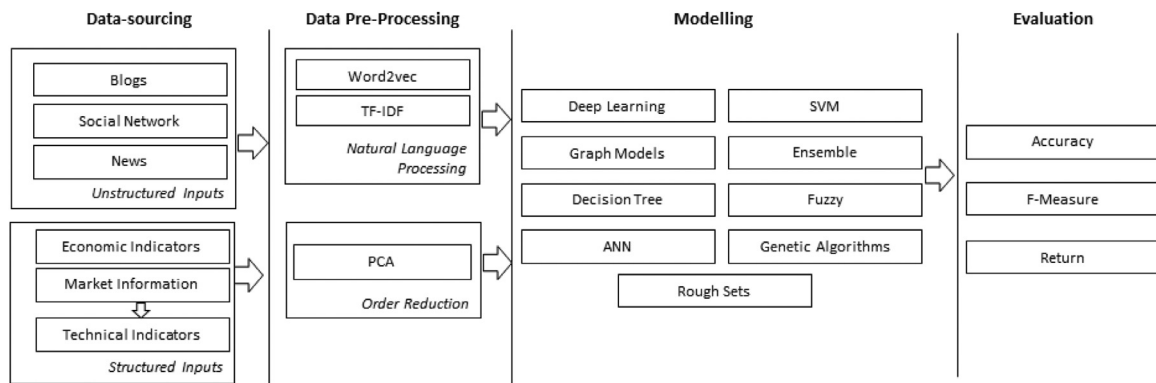 Data-sourcing
Blogs
Social Network
News
Unstructured Inputs
Economic Indicators
Market Information
Technical Indicators
Structured Inputs
Data Pre-Processing
Word2vec
TF-IDF
Natural Language
Processing
PCA
Order Reduction
Modelling
Deep Learning
SVM
Graph Models
Ensemble
Decision Tree
Fuzzy
ANN
Genetic Algorithms
Rough Sets
Evaluation
Accuracy
F-Measure
Return